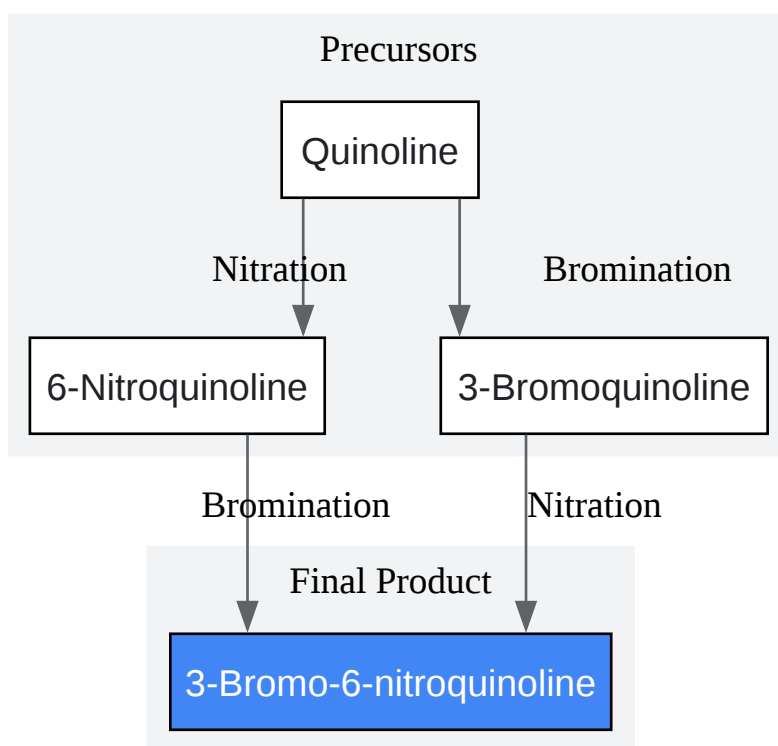 Precursors
Quinoline
Nitration
Bromination
6-Nitroquinoline
3-Bromoquinoline
Bromination
Nitration
Final Product
3-Bromo-6-nitroquinoline